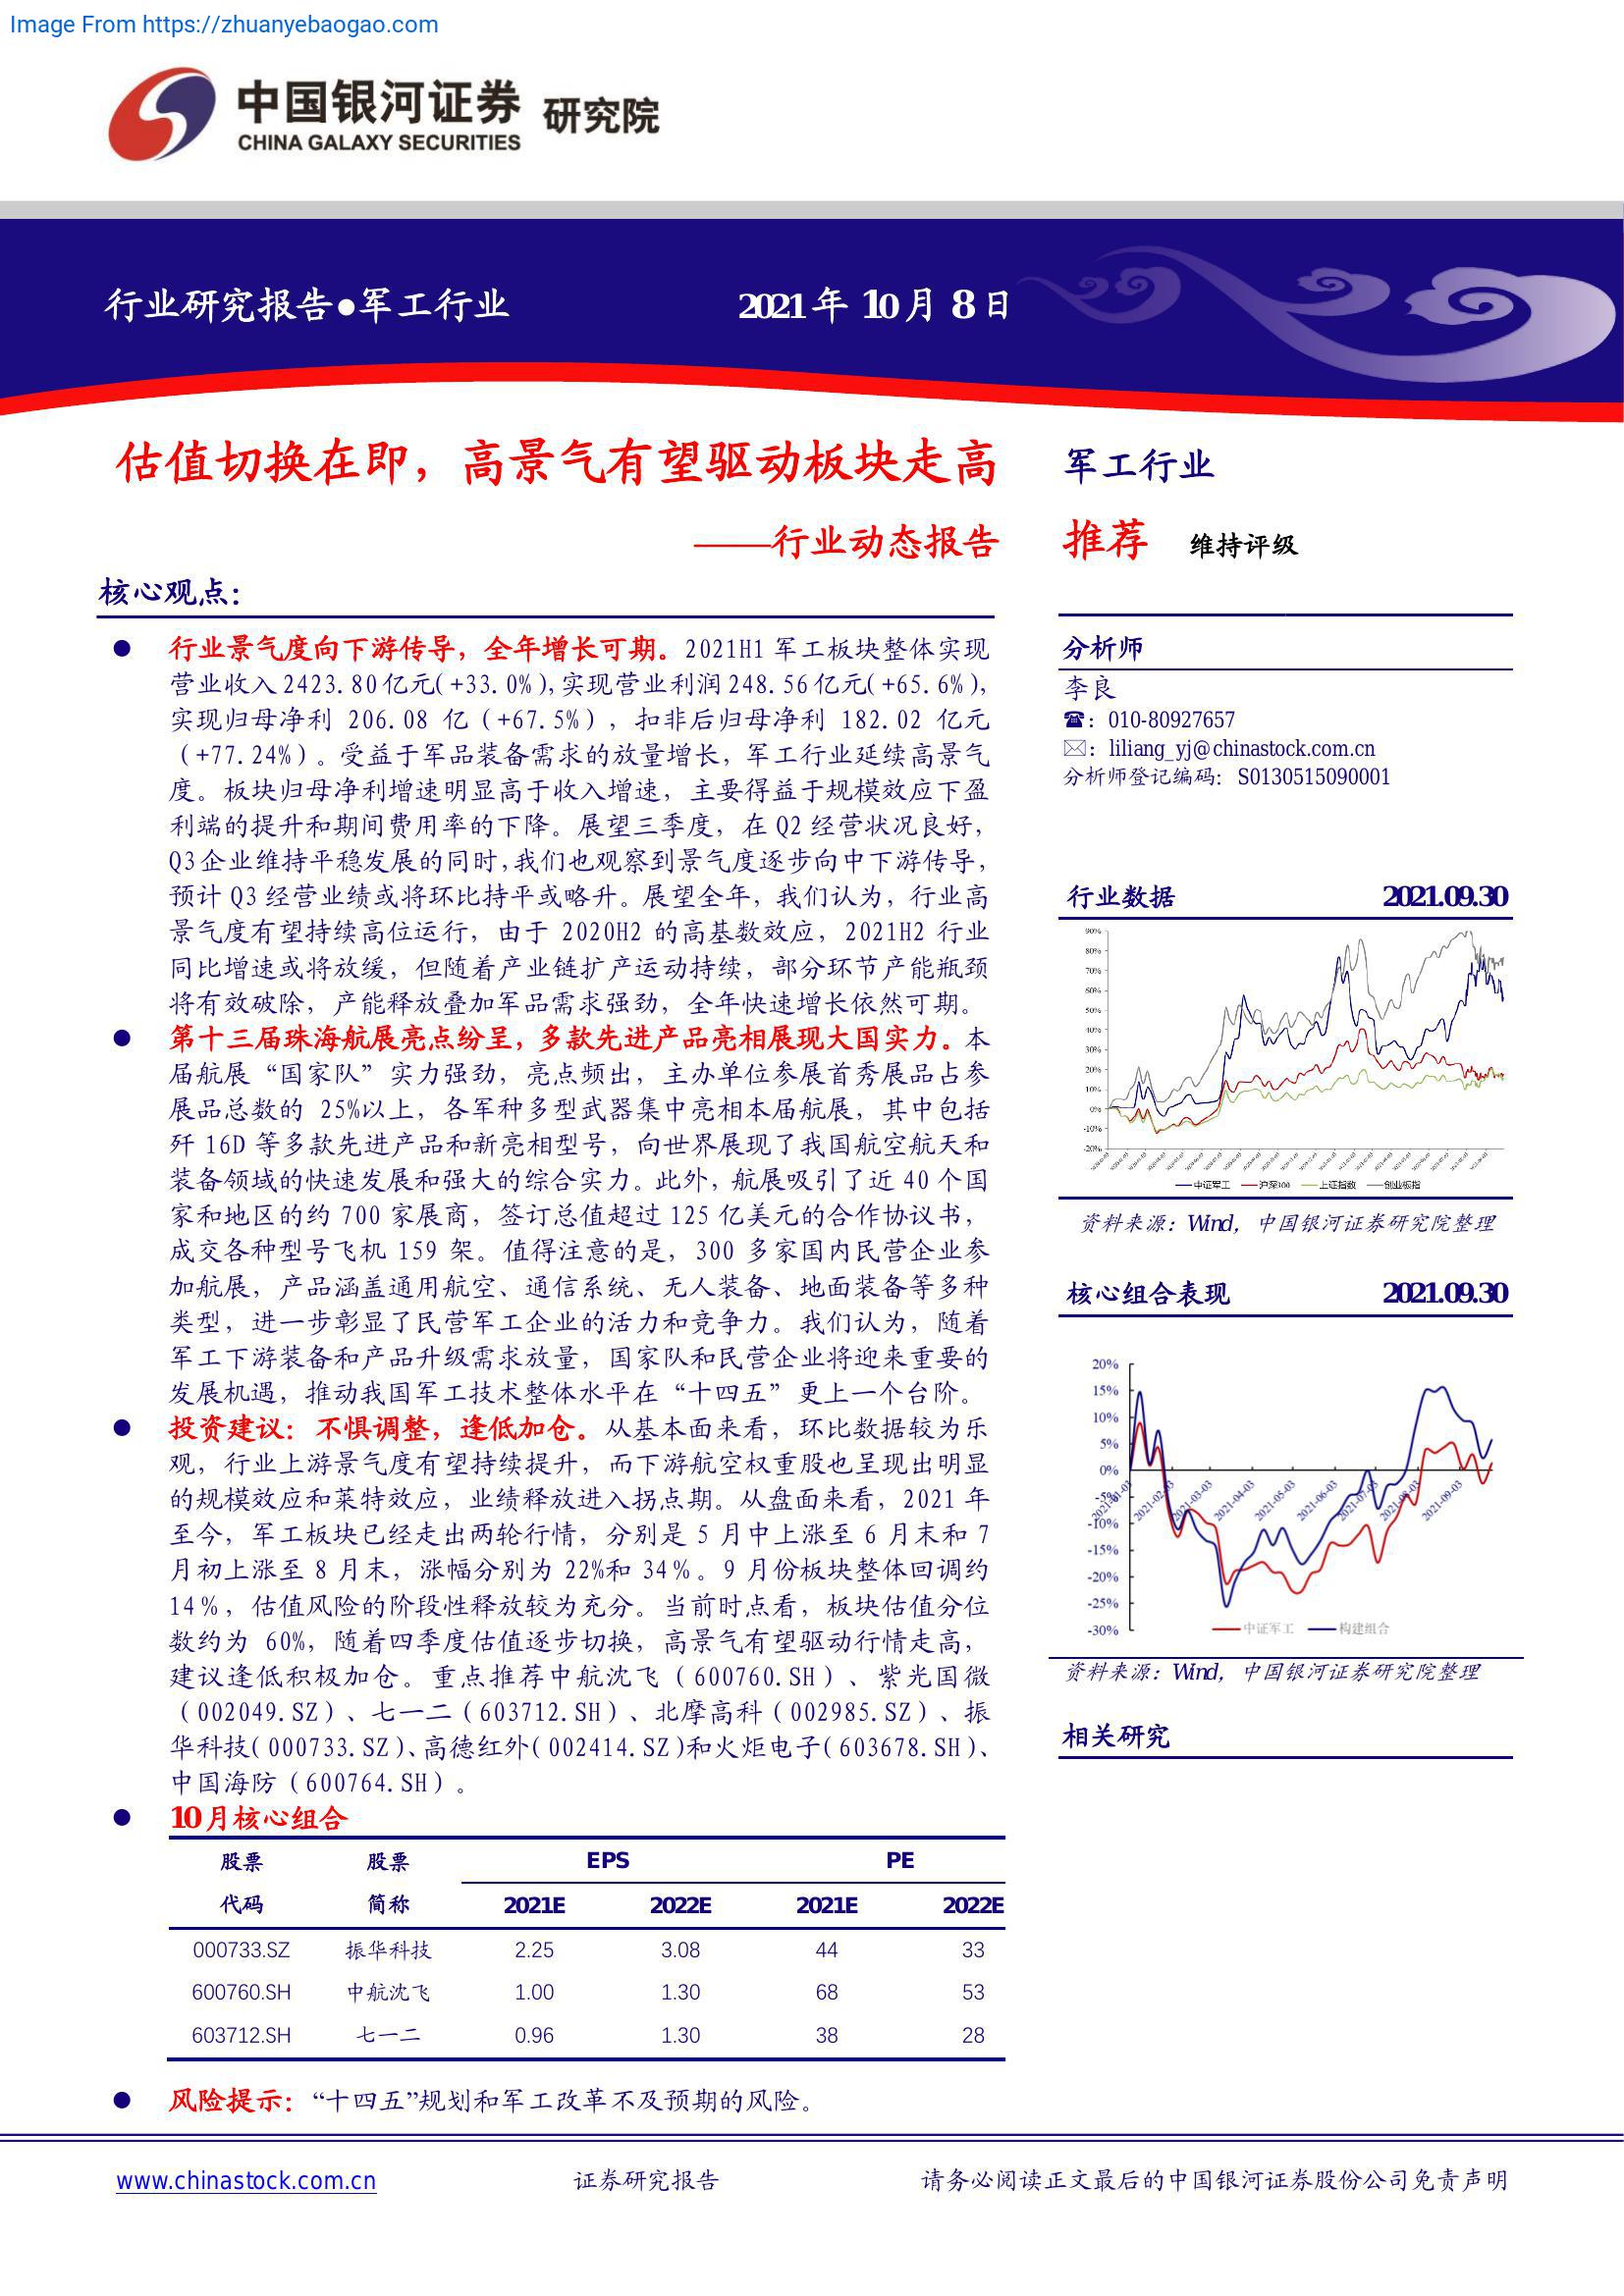 Image From https://zhuanyebaogao.com
中国银河证券 研究院
CHINA GALAXY SECURITIES
行业研究报告●军工行业
2021年10月8日
估值切换在即，高景气有望驱动板块走高
——行业动态报告
核心观点：
● 行业景气度向下游传导，全年增长可期。2021H1 军工板块整体实现
营业收入2423.80亿元(+33.0%),实现营业利润248.56亿元(+65.6%),
实现归母净利 206.08 亿（+67.5%），扣非后归母净利 182.02 亿元
（+77.24%）。受益于军品装备需求的放量增长，军工行业延续高景气
度。板块归母净利增速明显高于收入增速，主要得益于规模效应下盈
利端的提升和期间费用率的下降。展望三季度，在 Q2 经营状况良好，
Q3企业维持平稳发展的同时,我们也观察到景气度逐步向中下游传导，
预计 Q3 经营业绩或将环比持平或略升。展望全年，我们认为，行业高
景气度有望持续高位运行，由于 2020H2 的高基数效应，2021H2 行业
同比增速或将放缓，但随着产业链扩产运动持续，部分环节产能瓶颈
将有效破除，产能释放叠加军品需求强劲，全年快速增长依然可期。
● 第十三届珠海航展亮点纷呈，多款先进产品亮相展现大国实力。本
届航展“国家队”实力强劲，亮点频出，主办单位参展首秀展品占参
展品总数的 25%以上，各军种多型武器集中亮相本届航展，其中包括
歼 16D 等多款先进产品和新亮相型号，向世界展现了我国航空航天和
装备领域的快速发展和强大的综合实力。此外，航展吸引了近 40 个国
家和地区的约 700 家展商，签订总值超过 125 亿美元的合作协议书，
成交各种型号飞机 159 架。值得注意的是，300 多家国内民营企业参
加航展，产品涵盖通用航空、通信系统、无人装备、地面装备等多种
类型，进一步彰显了民营军工企业的活力和竞争力。我们认为，随着
军工下游装备和产品升级需求放量，国家队和民营企业将迎来重要的
发展机遇，推动我国军工技术整体水平在“十四五”更上一个台阶。
● 投资建议：不惧调整，逢低加仓。从基本面来看，环比数据较为乐
观，行业上游景气度有望持续提升，而下游航空权重股也呈现出明显
的规模效应和莱特效应，业绩释放进入拐点期。从盘面来看，2021 年
至今，军工板块已经走出两轮行情，分别是 5 月中上涨至 6 月末和 7
月初上涨至 8 月末，涨幅分别为 22%和 34%。9 月份板块整体回调约
14%，估值风险的阶段性释放较为充分。当前时点看，板块估值分位
数约为 60%，随着四季度估值逐步切换，高景气有望驱动行情走高，
建议逢低积极加仓。重点推荐中航沈飞（600760.SH）、紫光国微
（002049.SZ）、七一二（603712.SH）、北摩高科（002985.SZ）、振
华科技(000733.SZ)、高德红外(002414.SZ)和火炬电子(603678.SH)、
中国海防（600764.SH）。
● 10月核心组合
股票 股票 EPS PE
代码 简称 2021E 2022E 2021E 2022E
000733.SZ 振华科技 2.25 3.08 44 33
600760.SH 中航沈飞 1.00 1.30 68 53
603712.SH 七一二 0.96 1.30 38 28
● 风险提示：“十四五”规划和军工改革不及预期的风险。
军工行业
推荐 维持评级
分析师
李良
☎：010-80927657
✉：liliang_yj@chinastock.com.cn
分析师登记编码：S0130515090001
行业数据 2021.09.30
90%
80%
70%
60%
50%
40%
30%
20%
10%
0%
-10%
-20%
中证军工 沪深300 上证指数 创业板指
资料来源：Wind，中国银河证券研究院整理
核心组合表现 2021.09.30
20%
15%
10%
5%
0%
-5%
-10%
-15%
-20%
-25%
-30%
2021-01-03 2021-02-03 2021-03-03 2021-04-03 2021-05-03 2021-06-03 2021-07-03 2021-08-03 2021-09-03
中证军工 构建组合
资料来源：Wind，中国银河证券研究院整理
相关研究
www.chinastock.com.cn 证券研究报告 请务必阅读正文最后的中国银河证券股份公司免责声明